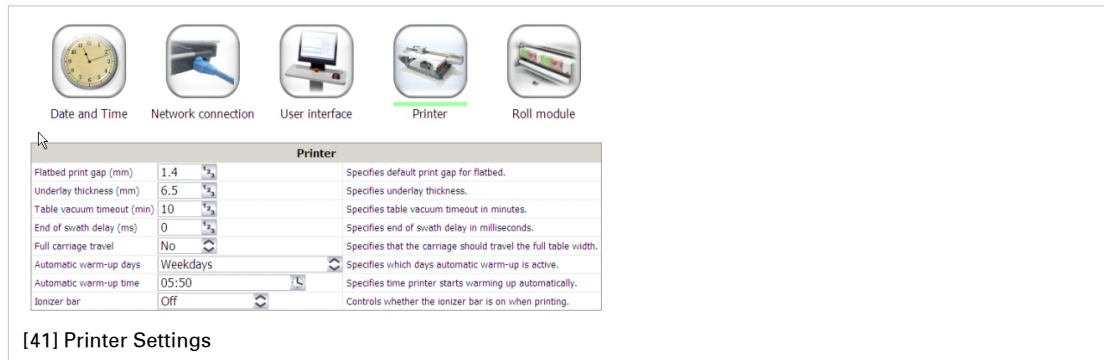 Date and Time Network connection User interface Printer Roll module
Printer
Flatbed print gap (mm) 1.4 Specifies default print gap for flatbed.
Underlay thickness (mm) 6.5 Specifies underlay thickness.
Table vacuum timeout (min) 10 Specifies table vacuum timeout in minutes.
End of swath delay (ms) 0 Specifies end of swath delay in milliseconds.
Full carriage travel No Specifies that the carriage should travel the full table width.
Automatic warm-up days Weekdays Specifies which days automatic warm-up is active.
Automatic warm-up time 05:50 Specifies time printer starts warming up automatically.
Ionizer bar Off Controls whether the ionizer bar is on when printing.
[41] Printer Settings